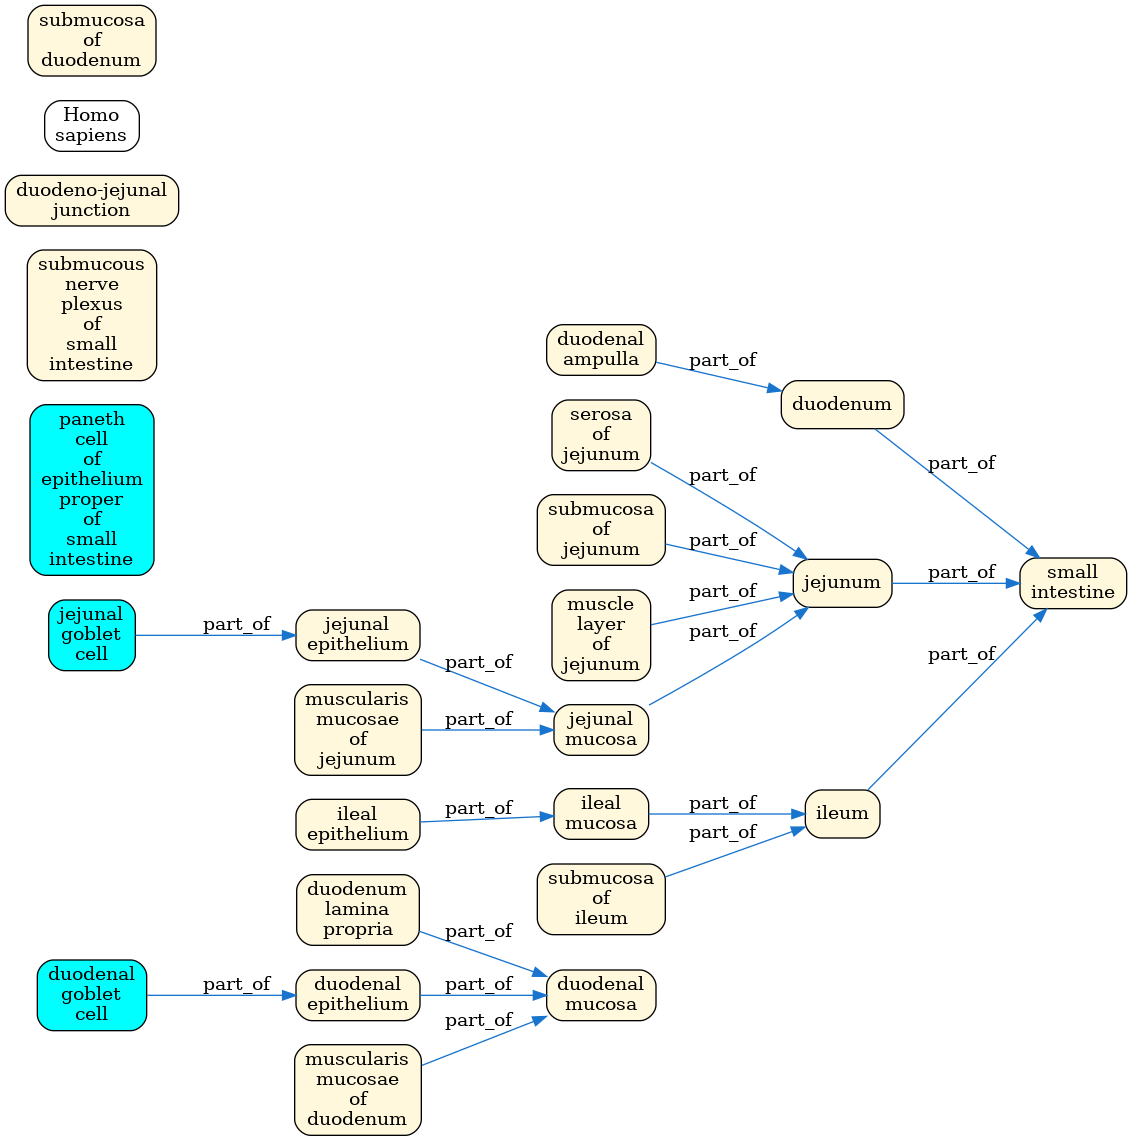 submucosa
of
duodenum
Homo
sapiens
duodeno-jejunal
junction
submucous
nerve
plexus
of
small
intestine
paneth
cell
of
epithelium
proper
of
small
intestine
jejunal
goblet
cell
part_of
jejunal
epithelium
part_of
muscularis
mucosae
of
jejunum
part_of
jejunal
mucosa
part_of
duodenal
ampulla
part_of
duodenum
part_of
serosa
of
jejunum
part_of
submucosa
of
jejunum
part_of
muscle
layer
of
jejunum
part_of
jejunum
part_of
small
intestine
ileal
epithelium
part_of
ileal
mucosa
part_of
submucosa
of
ileum
part_of
ileum
part_of
duodenum
lamina
propria
part_of
duodenal
goblet
cell
part_of
duodenal
epithelium
part_of
duodenal
mucosa
muscularis
mucosae
of
duodenum
part_of